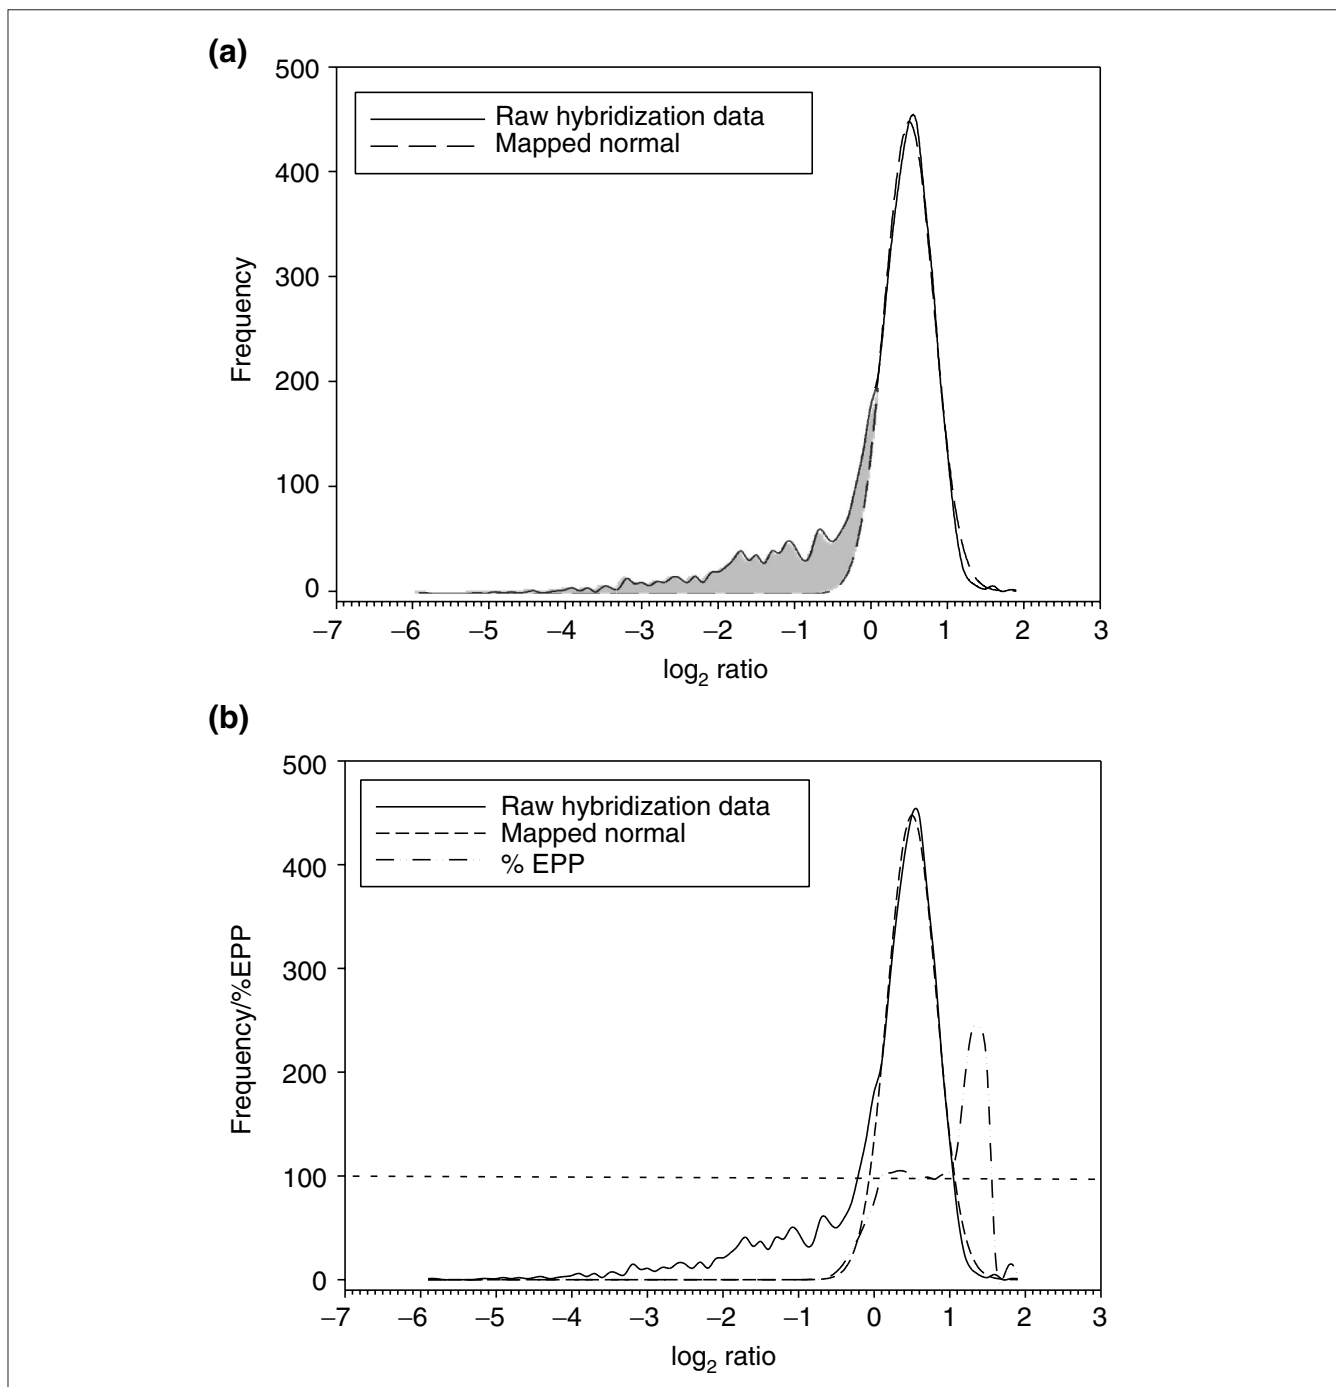 (a)
500
400
300
200
100
0
Frequency
Raw hybridization data
Mapped normal
−7 −6 −5 −4 −3 −2 −1 0 1 2 3
log2 ratio
(b)
500
400
300
200
100
0
Frequency/%EPP
Raw hybridization data
Mapped normal
% EPP
−7 −6 −5 −4 −3 −2 −1 0 1 2 3
log2 ratio